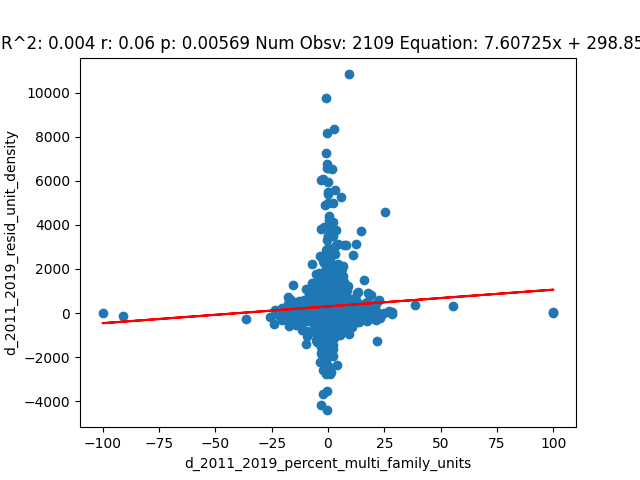 R^2: 0.004 r: 0.06 p: 0.00569 Num Obsv: 2109 Equation: 7.60725x + 298.85
d_2011_2019_resid_unit_density
10000
8000
6000
4000
2000
0
−2000
−4000
−100 −75 −50 −25 0 25 50 75 100
d_2011_2019_percent_multi_family_units